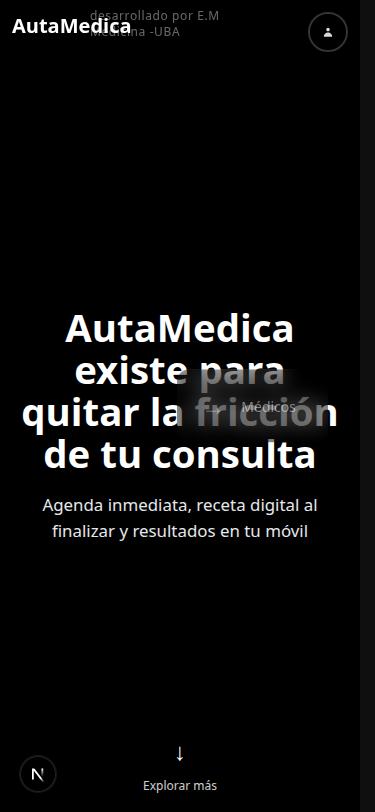 desarrollado por E.M
AutaMedica
Medicina -UBA
AutaMedica
existe para
quitar la fricción
de tu consulta
Médicos
Agenda inmediata, receta digital al
finalizar y resultados en tu móvil
↓
Explorar más
N